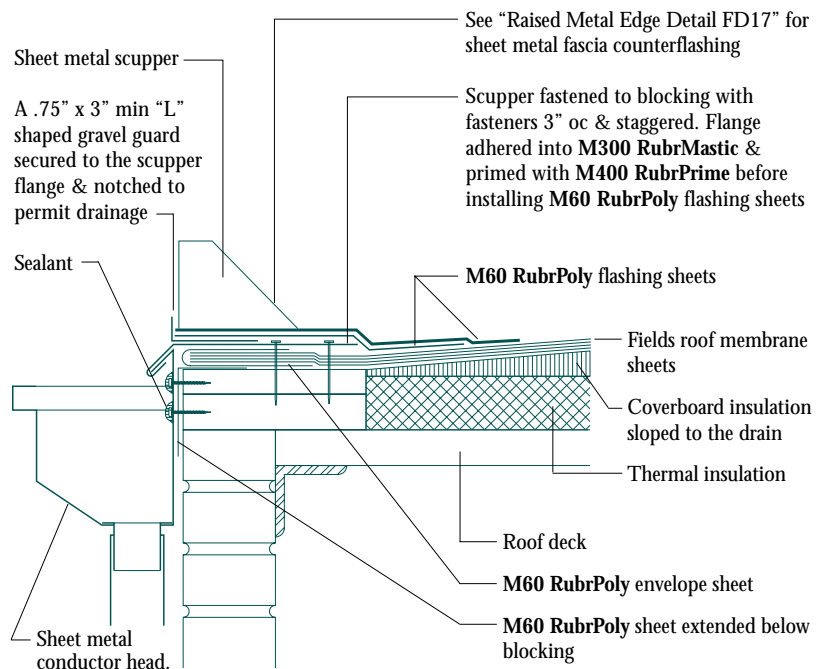 Sheet metal scupper
A .75” x 3” min “L”
shaped gravel guard
secured to the scupper
flange & notched to
permit drainage
Sealant
See “Raised Metal Edge Detail FD17” for
sheet metal fascia counterflashing
Scupper fastened to blocking with
fasteners 3” oc & staggered. Flange
adhered into M300 RubrMastic &
primed with M400 RubrPrime before
installing M60 RubrPoly flashing sheets
M60 RubrPoly flashing sheets
Fields roof membrane
sheets
Coverboard insulation
sloped to the drain
Thermal insulation
Roof deck
M60 RubrPoly envelope sheet
M60 RubrPoly sheet extended below
blocking
Sheet metal
conductor head.